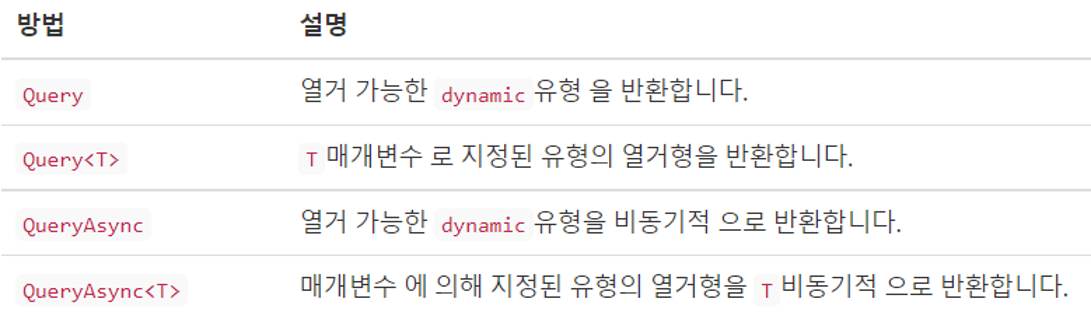 방법 설명
Query 열거 가능한 dynamic 유형 을 반환합니다.
Query<T> T 매개변수 로 지정된 유형의 열거형을 반환합니다.
QueryAsync 열거 가능한 dynamic 유형을 비동기적 으로 반환합니다.
QueryAsync<T> 매개변수 에 의해 지정된 유형의 열거형을 T 비동기적 으로 반환합니다.